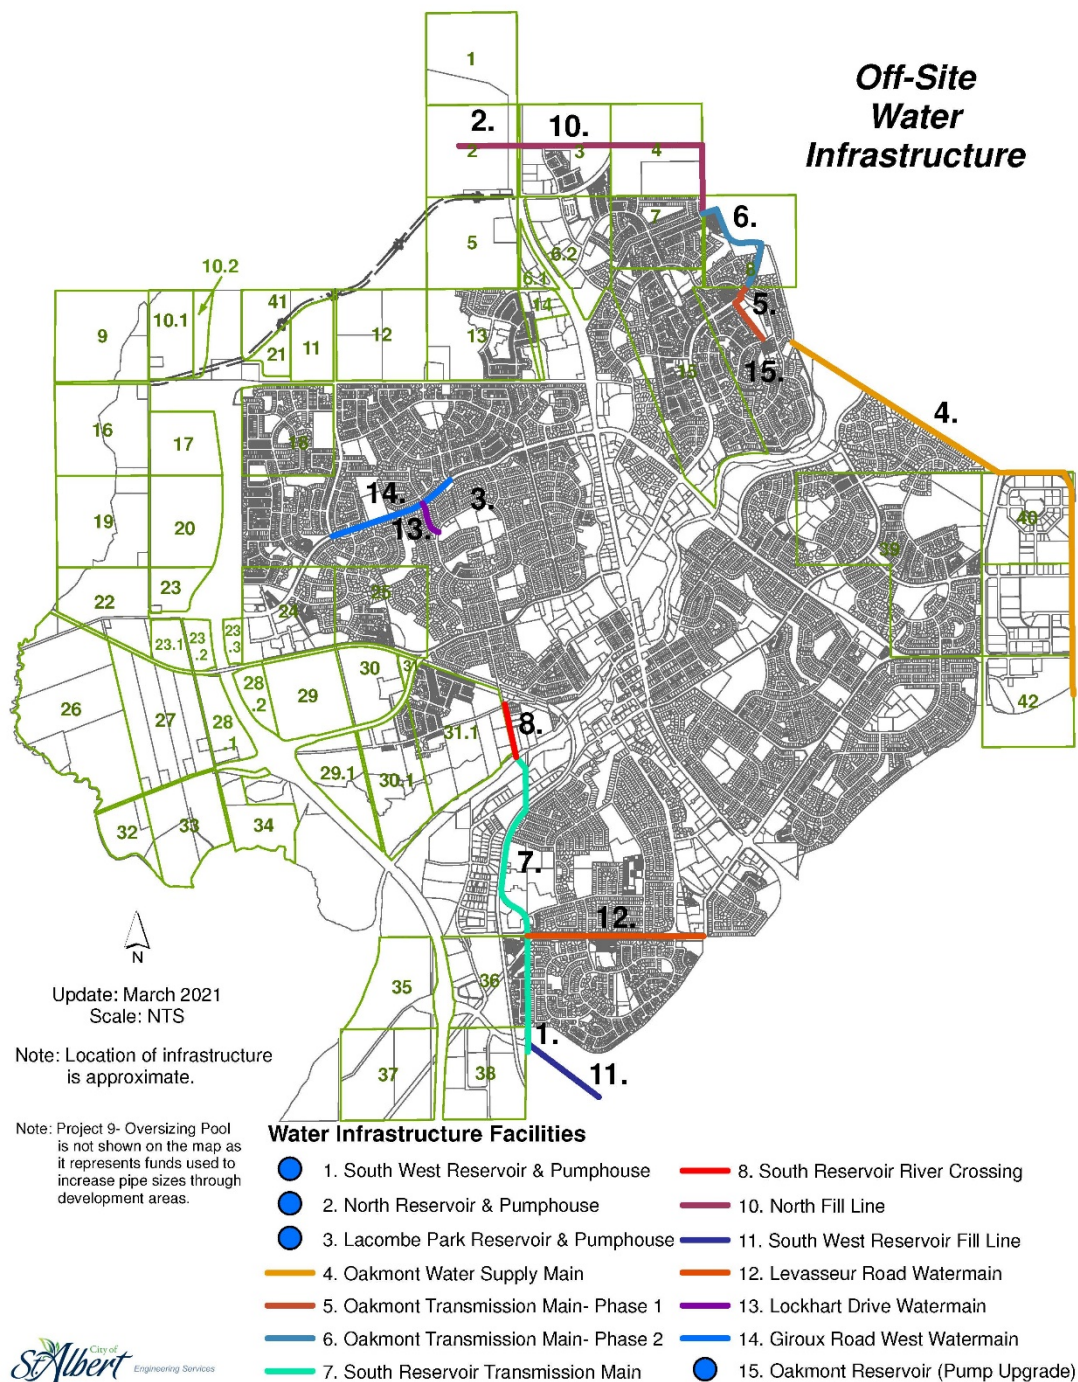 Off-Site
Water
Infrastructure
1
2.
10.
2
3
4
6.
7
8
5
6.2
6.1
10.2
41
5.
9
10.1
21
11
12
13
14
15
15.
4.
16
17
18
14.
3.
13.
19
20
39
40
22
23
24
25
23.1
23
.2
23
.3
26
27
28
.1
28
.2
29
30
31
31.1
8.
42
29.1
30.1
32
33
34
7.
12.
N
35
36
Update: March 2021
Scale: NTS
1.
Note: Location of infrastructure
is approximate.
37
38
11.
Note: Project 9- Oversizing Pool
is not shown on the map as
it represents funds used to
increase pipe sizes through
development areas.
Water Infrastructure Facilities
1. South West Reservoir & Pumphouse
2. North Reservoir & Pumphouse
3. Lacombe Park Reservoir & Pumphouse
4. Oakmont Water Supply Main
5. Oakmont Transmission Main- Phase 1
6. Oakmont Transmission Main- Phase 2
7. South Reservoir Transmission Main
8. South Reservoir River Crossing
10. North Fill Line
11. South West Reservoir Fill Line
12. Levasseur Road Watermain
13. Lockhart Drive Watermain
14. Giroux Road West Watermain
15. Oakmont Reservoir (Pump Upgrade)
City of
St. Albert
Engineering Services